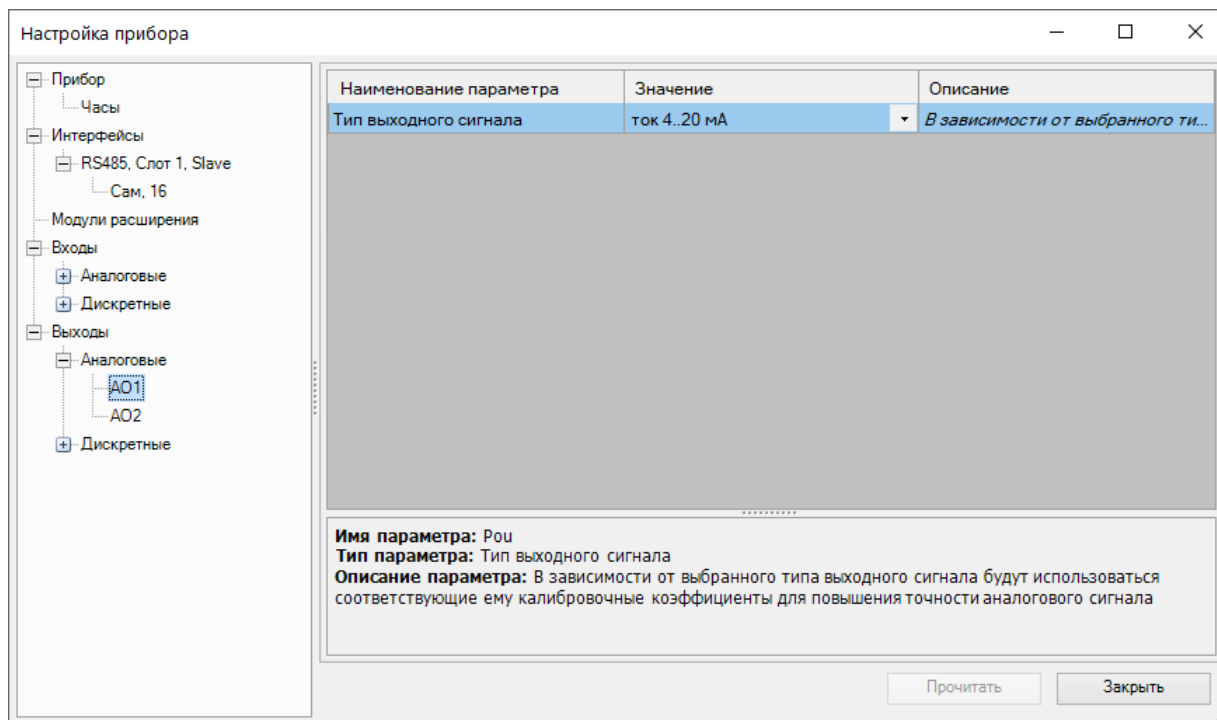 Настройка прибора
Прибор
Часы
Интерфейсы
RS485, Слот 1, Slave
Сам, 16
Модули расширения
Входы
Аналоговые
Дискретные
Выходы
Аналоговые
AO1
AO2
Дискретные
Наименование параметра Значение Описание
Тип выходного сигнала ток 4..20 мА В зависимости от выбранного ти...
Имя параметра: Pou
Тип параметра: Тип выходного сигнала
Описание параметра: В зависимости от выбранного типа выходного сигнала будут использоваться
соответствующие ему калибровочные коэффициенты для повышения точности аналогового сигнала
Прочитать Закрыть